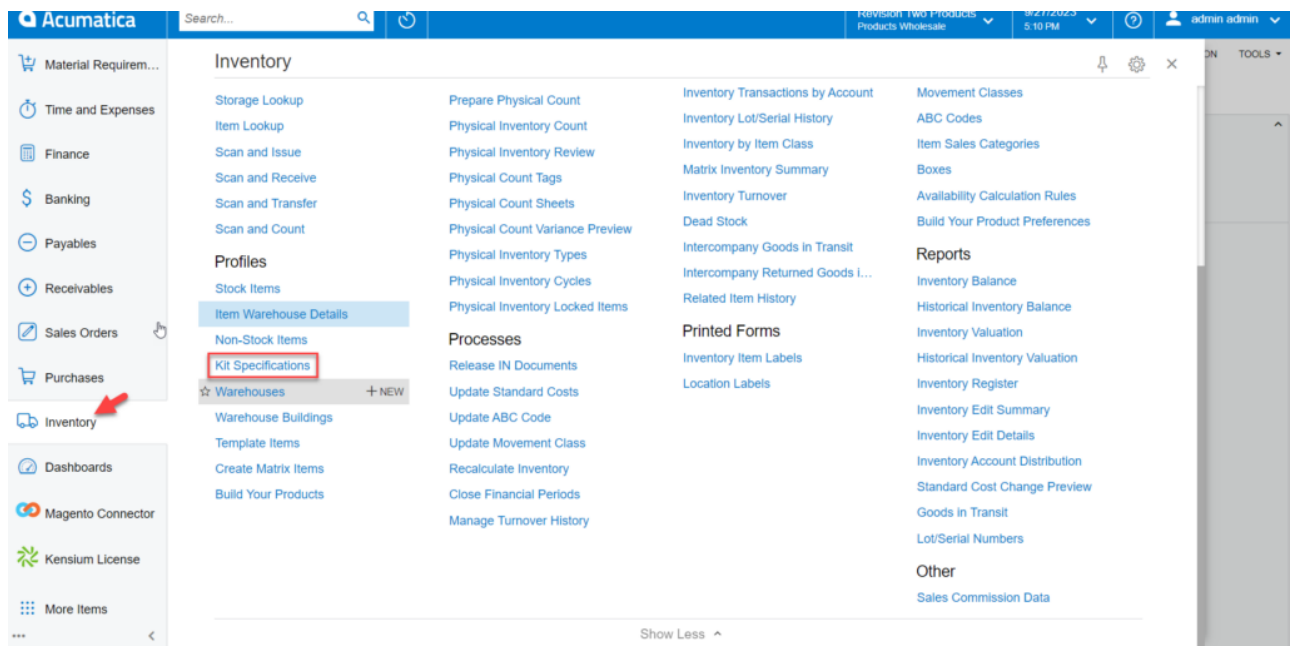 Acumatica
Search...
Revision Two Products
Products Wholesale
9/27/2023
5:10 PM
admin admin
TOOLS
Material Requirem...
Time and Expenses
Finance
Banking
Payables
Receivables
Sales Orders
Purchases
Inventory
Dashboards
Magento Connector
Kensium License
More Items
Inventory
Storage Lookup
Item Lookup
Scan and Issue
Scan and Receive
Scan and Transfer
Scan and Count
Profiles
Stock Items
Item Warehouse Details
Non-Stock Items
Kit Specifications
Warehouses
+ NEW
Warehouse Buildings
Template Items
Create Matrix Items
Build Your Products
Prepare Physical Count
Physical Inventory Count
Physical Inventory Review
Physical Count Tags
Physical Count Sheets
Physical Count Variance Preview
Physical Inventory Types
Physical Inventory Cycles
Physical Inventory Locked Items
Processes
Release IN Documents
Update Standard Costs
Update ABC Code
Update Movement Class
Recalculate Inventory
Close Financial Periods
Manage Turnover History
Inventory Transactions by Account
Inventory Lot/Serial History
Inventory by Item Class
Matrix Inventory Summary
Inventory Turnover
Dead Stock
Intercompany Goods in Transit
Intercompany Returned Goods i...
Related Item History
Printed Forms
Inventory Item Labels
Location Labels
Movement Classes
ABC Codes
Item Sales Categories
Boxes
Availability Calculation Rules
Build Your Product Preferences
Reports
Inventory Balance
Historical Inventory Balance
Inventory Valuation
Historical Inventory Valuation
Inventory Register
Inventory Edit Summary
Inventory Edit Details
Inventory Account Distribution
Standard Cost Change Preview
Goods in Transit
Lot/Serial Numbers
Other
Sales Commission Data
Show Less